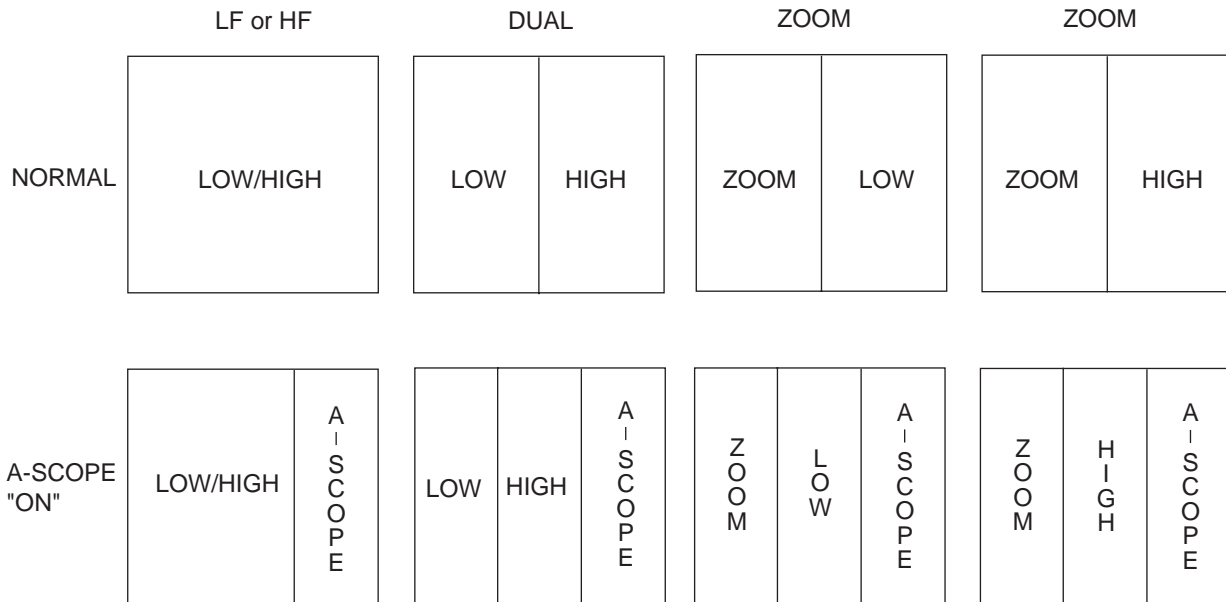 LF or HF
DUAL
ZOOM
ZOOM
NORMAL
LOW/HIGH
LOW
HIGH
ZOOM
LOW
ZOOM
HIGH
A-SCOPE
"ON"
LOW/HIGH
A-SCOPE
LOW
HIGH
A-SCOPE
ZOOM
LOW
A-SCOPE
ZOOM
HIGH
A-SCOPE